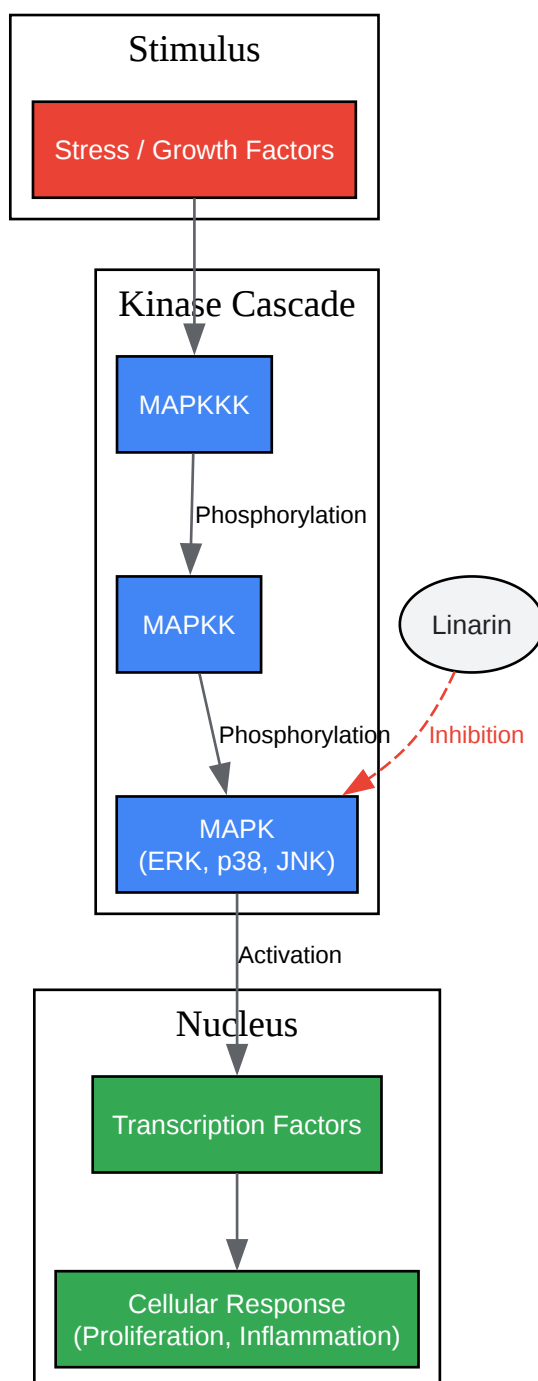 Stimulus
Stress / Growth Factors
Kinase Cascade
MAPKKK
Phosphorylation
MAPKK
Linarin
Phosphorylation
Inhibition
MAPK
(ERK, p38, JNK)
Activation
Nucleus
Transcription Factors
Cellular Response
(Proliferation, Inflammation)